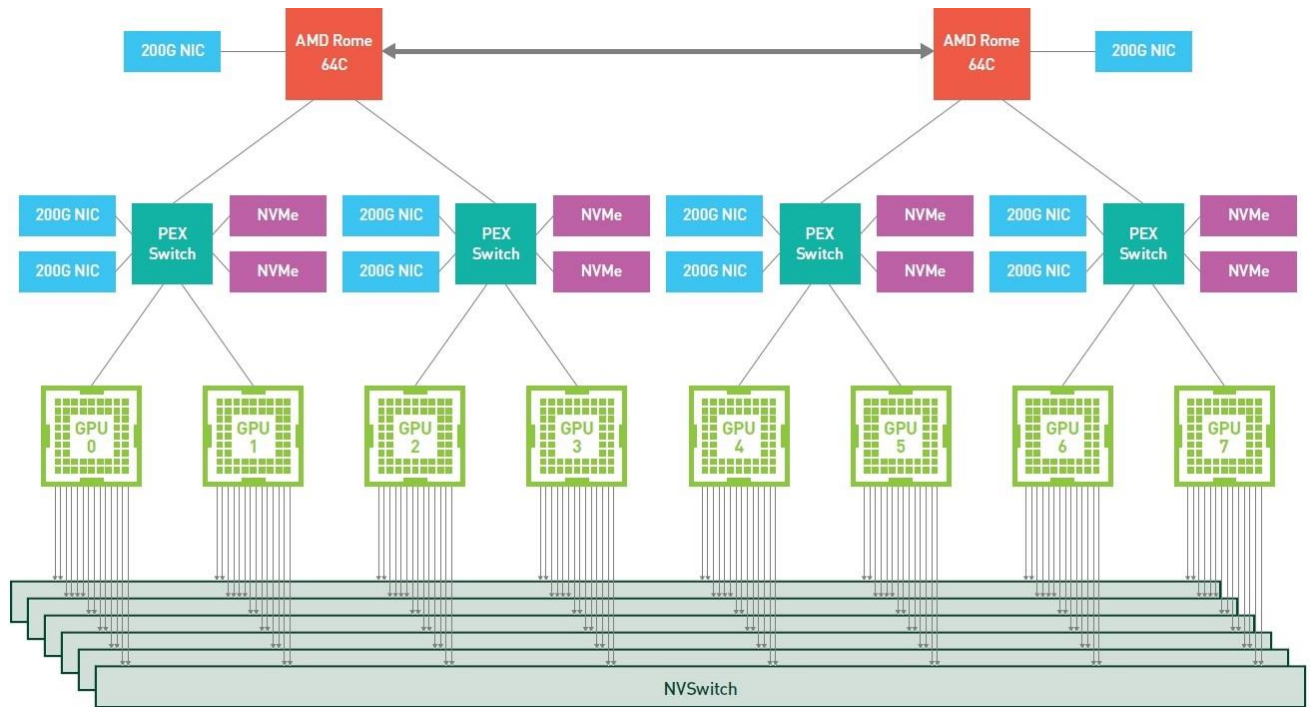 200G NIC
AMD Rome
64C
AMD Rome
64C
200G NIC
200G NIC
200G NIC
PEX
Switch
NVMe
NVMe
200G NIC
200G NIC
PEX
Switch
NVMe
NVMe
200G NIC
200G NIC
PEX
Switch
NVMe
NVMe
200G NIC
200G NIC
PEX
Switch
NVMe
NVMe
GPU
0
GPU
1
GPU
2
GPU
3
GPU
4
GPU
5
GPU
6
GPU
7
NVSwitch